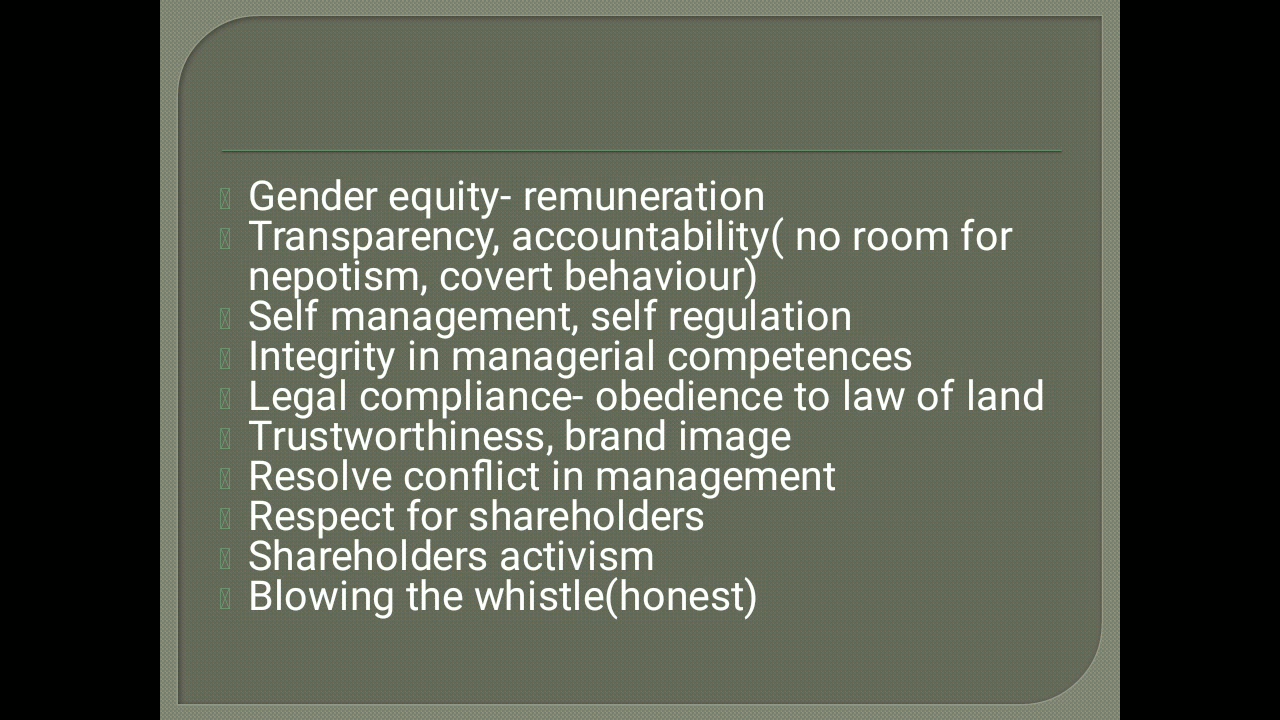 Gender equity- remuneration
Transparency, accountability( no room for
nepotism, covert behaviour)
Self management, self regulation
Integrity in managerial competences
Legal compliance- obedience to law of land
Trustworthiness, brand image
Resolve conflict in management
Respect for shareholders
Shareholders activism
Blowing the whistle(honest)